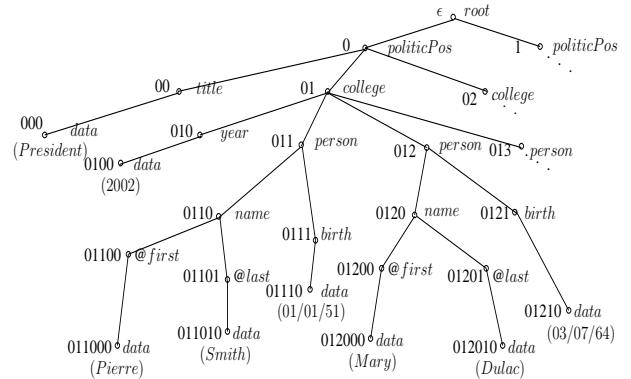 ϵ root
0 politicPos
1 politicPos
00 title
01 college
02 college
000 data
(President)
010 year
011 person
012 person
013 person
0100 data
(2002)
0110 name
0111 birth
0120 name
0121 birth
01100 @first
01101 @last
01110 data
(01/01/51)
01200 @first
01201 @last
01210 data
(03/07/64)
011000 data
(Pierre)
011010 data
(Smith)
012000 data
(Mary)
012010 data
(Dulac)